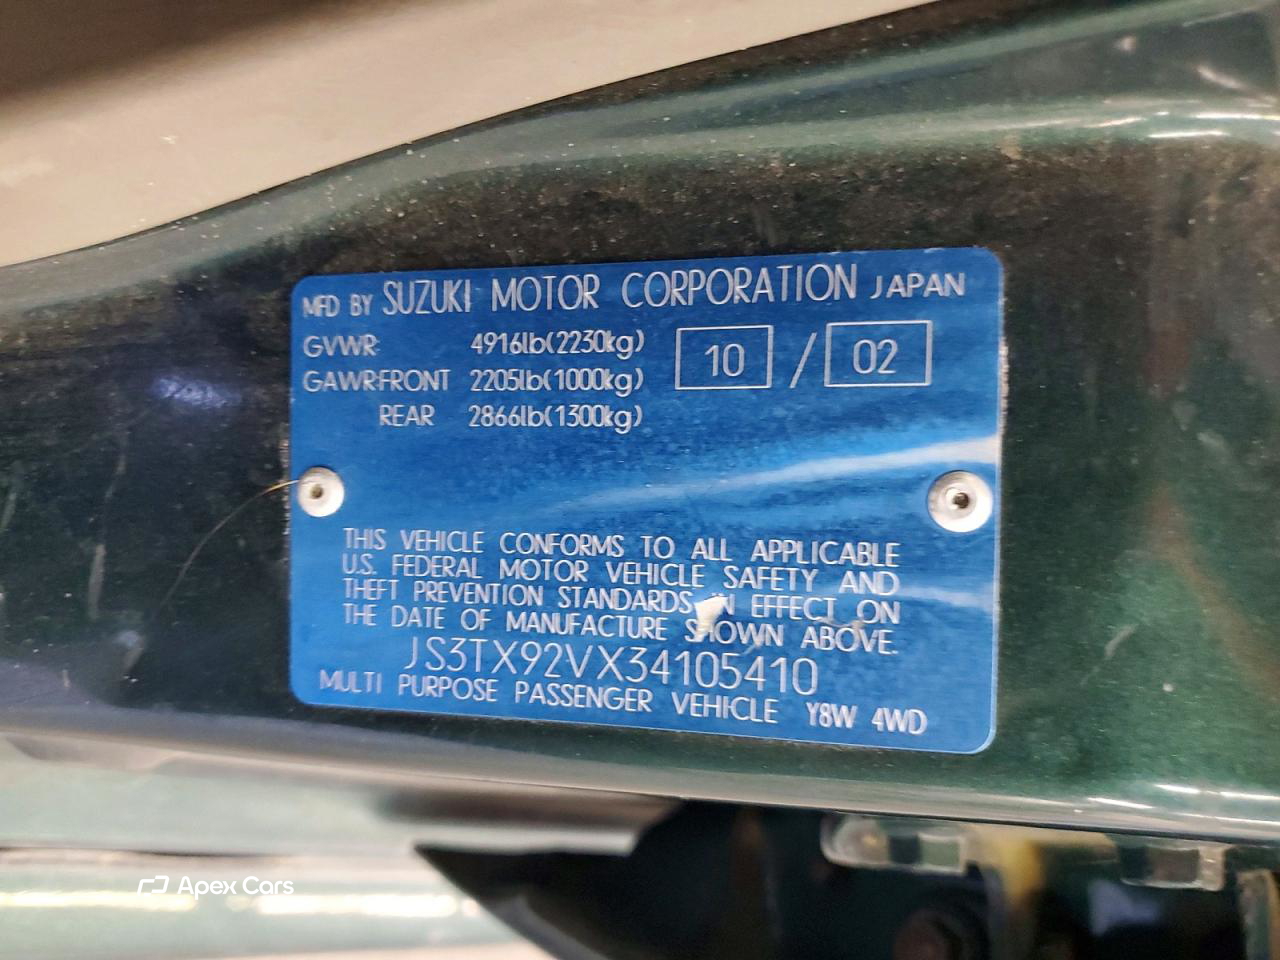 MFD BY SUZUKI MOTOR CORPORATION JAPAN
GVWR 4916lb(2230kg) 10 / 02
GAWR-FRONT 2205lb(1000kg)
REAR 2866lb(1300kg)
THIS VEHICLE CONFORMS TO ALL APPLICABLE
U.S. FEDERAL MOTOR VEHICLE SAFETY AND
THEFT PREVENTION STANDARDS IN EFFECT ON
THE DATE OF MANUFACTURE SHOWN ABOVE.
JS3TX92VX34105410
MULTI PURPOSE PASSENGER VEHICLE Y8W 4WD
Apex Cars